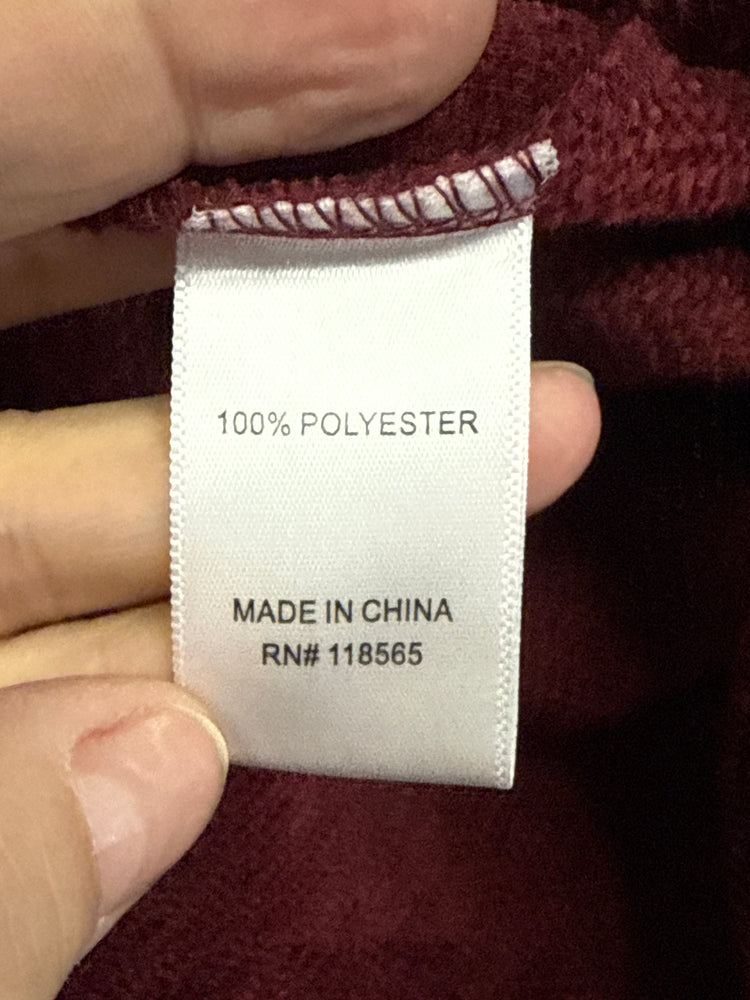 100% POLYESTER
MADE IN CHINA
RN# 118565